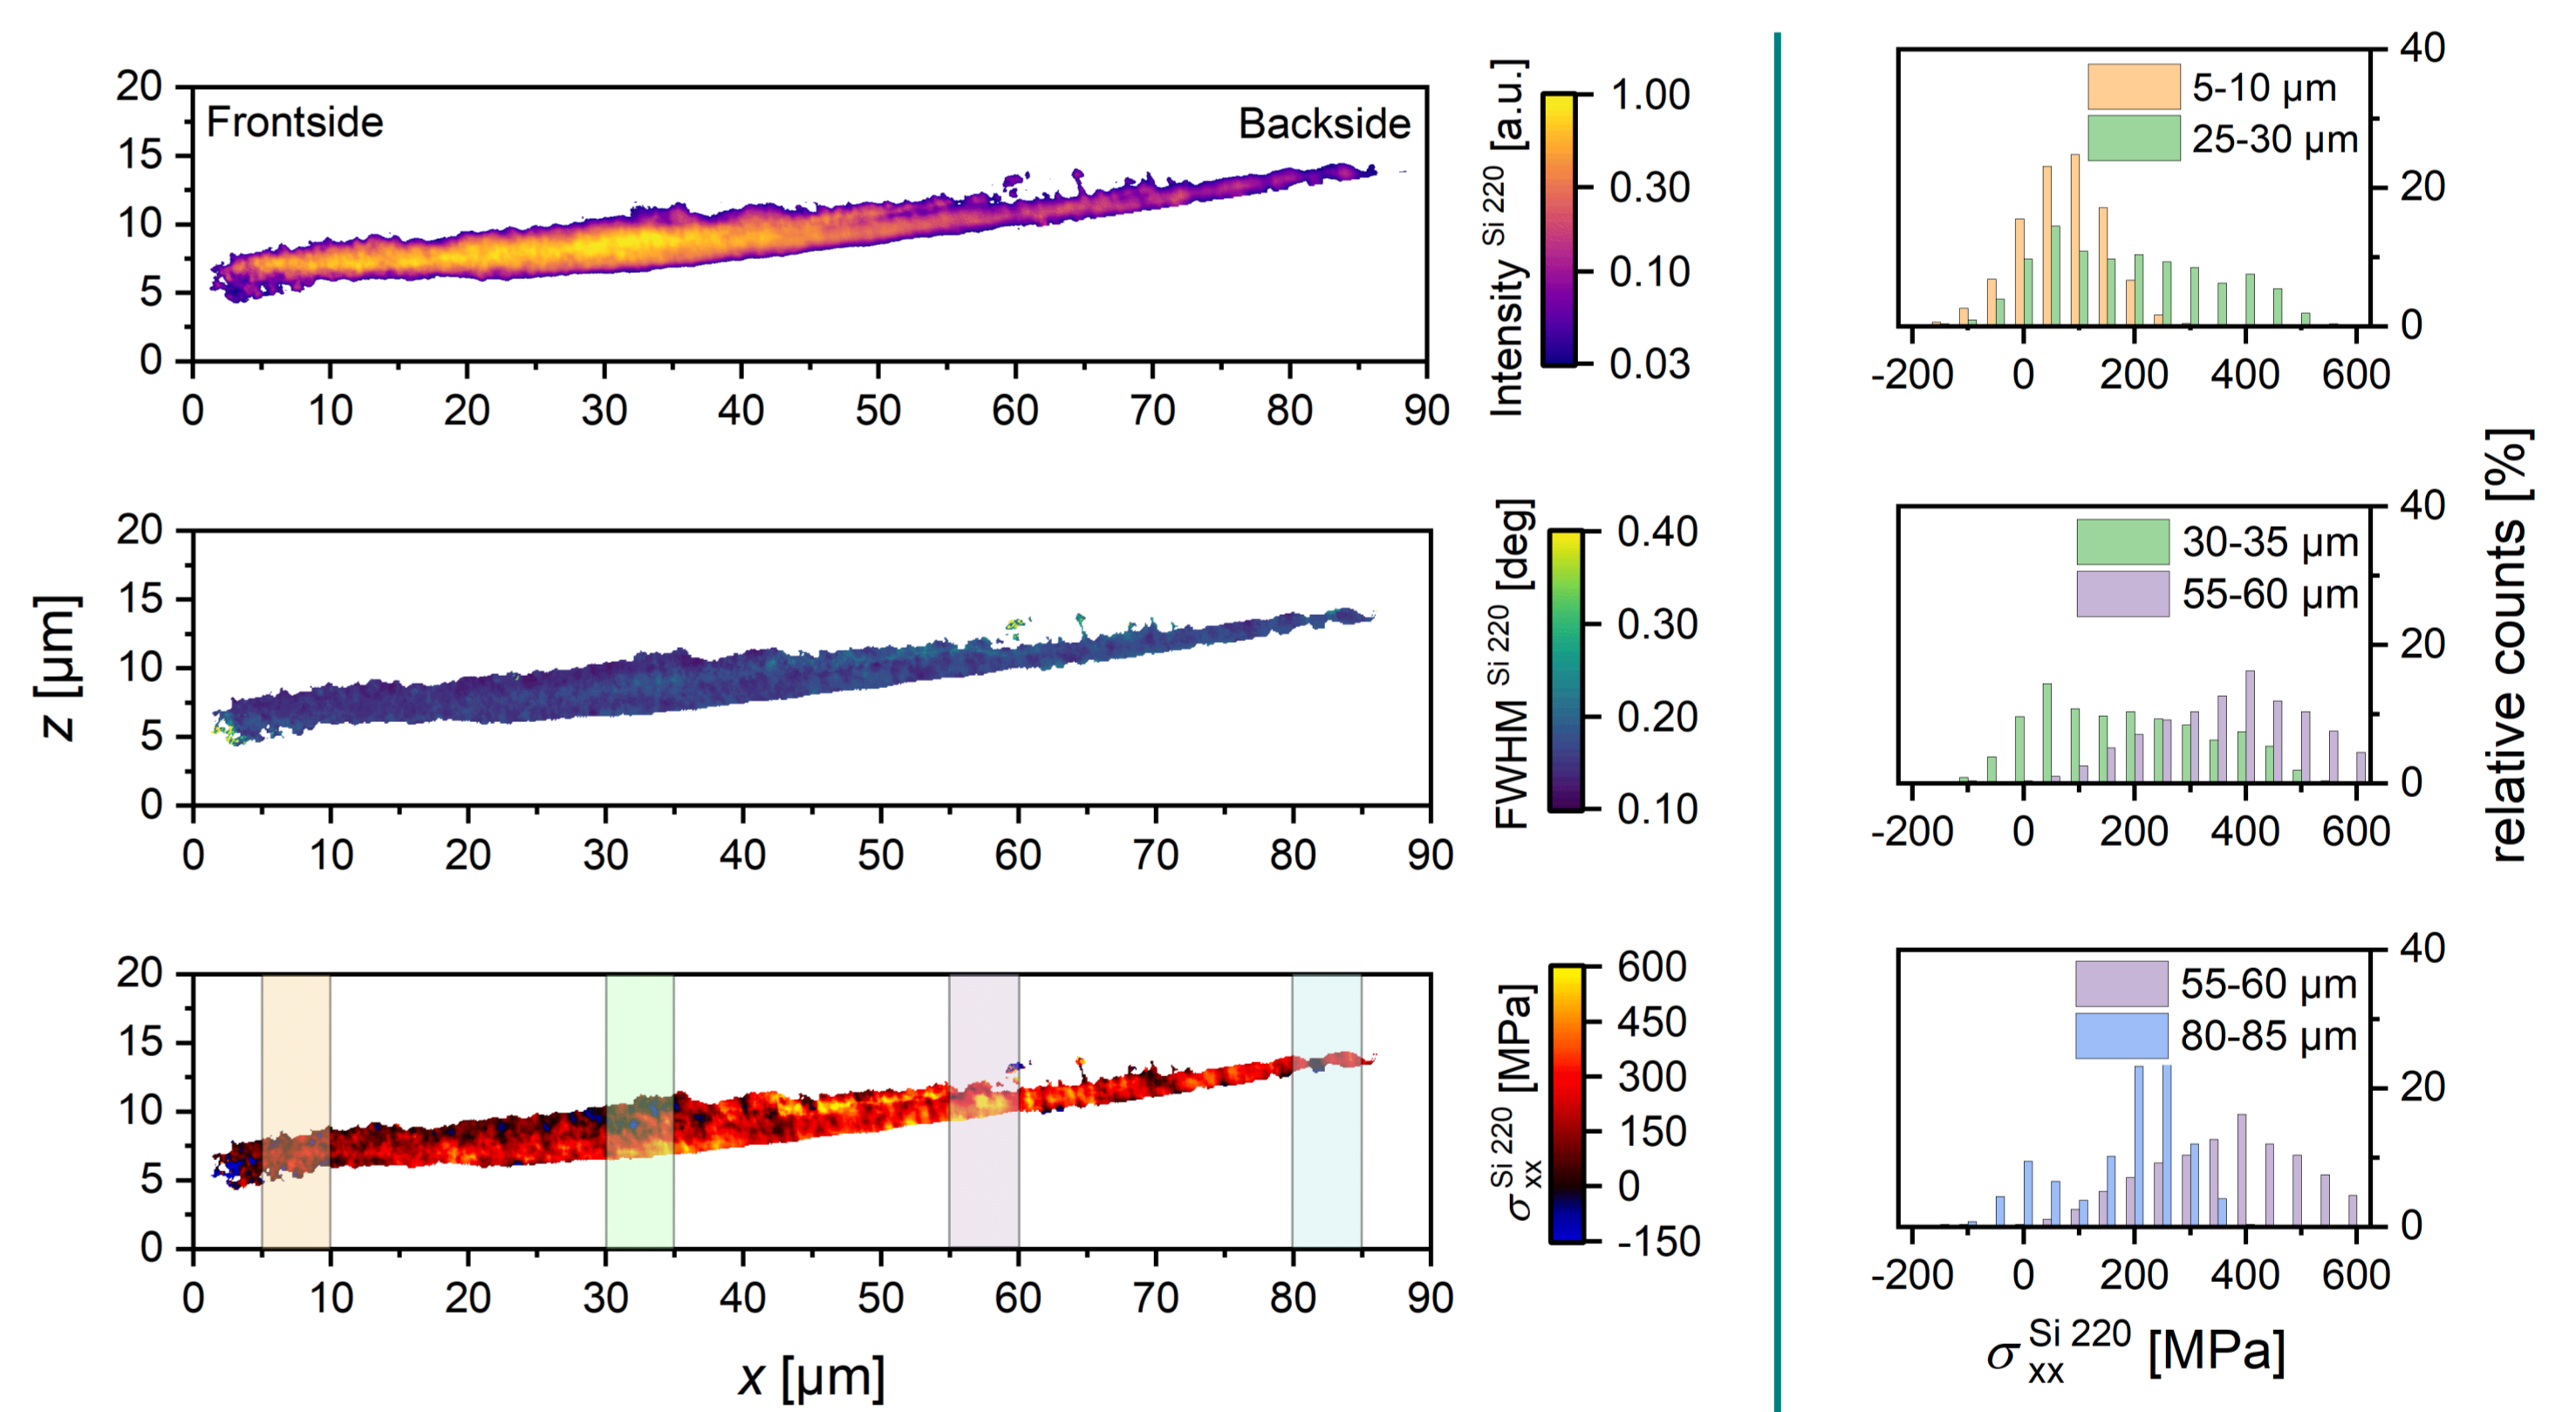 Frontside
Backside
20
15
10
5
0
0 10 20 30 40 50 60 70 80 90
Intensity Si 220 [a.u.]
1.00
0.30
0.10
0.03
20
15
10
5
0
0 10 20 30 40 50 60 70 80 90
FWHM Si 220 [deg]
0.40
0.30
0.20
0.10
z [µm]
20
15
10
5
0
0 10 20 30 40 50 60 70 80 90
x [µm]
σxx Si 220 [MPa]
600
450
300
150
0
-150
5-10 µm
25-30 µm
40
20
0
-200 0 200 400 600
30-35 µm
55-60 µm
40
20
0
-200 0 200 400 600
relative counts [%]
55-60 µm
80-85 µm
40
20
0
-200 0 200 400 600
σxx Si 220 [MPa]